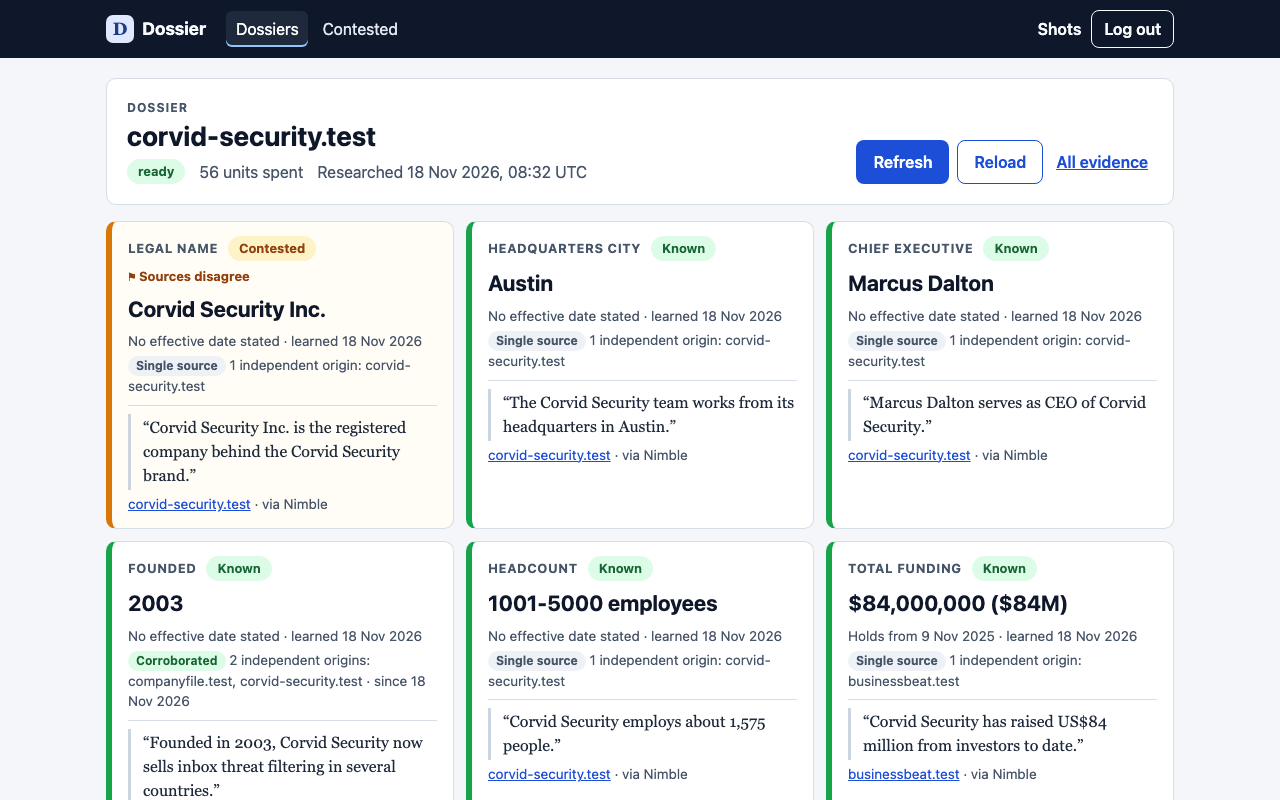 D Dossier Dossiers Contested Shots Log out
DOSSIER
corvid-security.test
ready 56 units spent Researched 18 Nov 2026, 08:32 UTC
Refresh Reload All evidence
LEGAL NAME Contested
⚑ Sources disagree
Corvid Security Inc.
No effective date stated · learned 18 Nov 2026
Single source 1 independent origin: corvid-
security.test
“Corvid Security Inc. is the registered
company behind the Corvid Security
brand.”
corvid-security.test · via Nimble
HEADQUARTERS CITY Known
Austin
No effective date stated · learned 18 Nov 2026
Single source 1 independent origin: corvid-
security.test
“The Corvid Security team works from its
headquarters in Austin.”
corvid-security.test · via Nimble
CHIEF EXECUTIVE Known
Marcus Dalton
No effective date stated · learned 18 Nov 2026
Single source 1 independent origin: corvid-
security.test
“Marcus Dalton serves as CEO of Corvid
Security.”
corvid-security.test · via Nimble
FOUNDED Known
2003
No effective date stated · learned 18 Nov 2026
Corroborated 2 independent origins:
companyfile.test, corvid-security.test · since 18
Nov 2026
“Founded in 2003, Corvid Security now
sells inbox threat filtering in several
countries.”
HEADCOUNT Known
1001-5000 employees
No effective date stated · learned 18 Nov 2026
Single source 1 independent origin: corvid-
security.test
“Corvid Security employs about 1,575
people.”
corvid-security.test · via Nimble
TOTAL FUNDING Known
$84,000,000 ($84M)
Holds from 9 Nov 2025 · learned 18 Nov 2026
Single source 1 independent origin:
businessbeat.test
“Corvid Security has raised US$84
million from investors to date.”
businessbeat.test · via Nimble